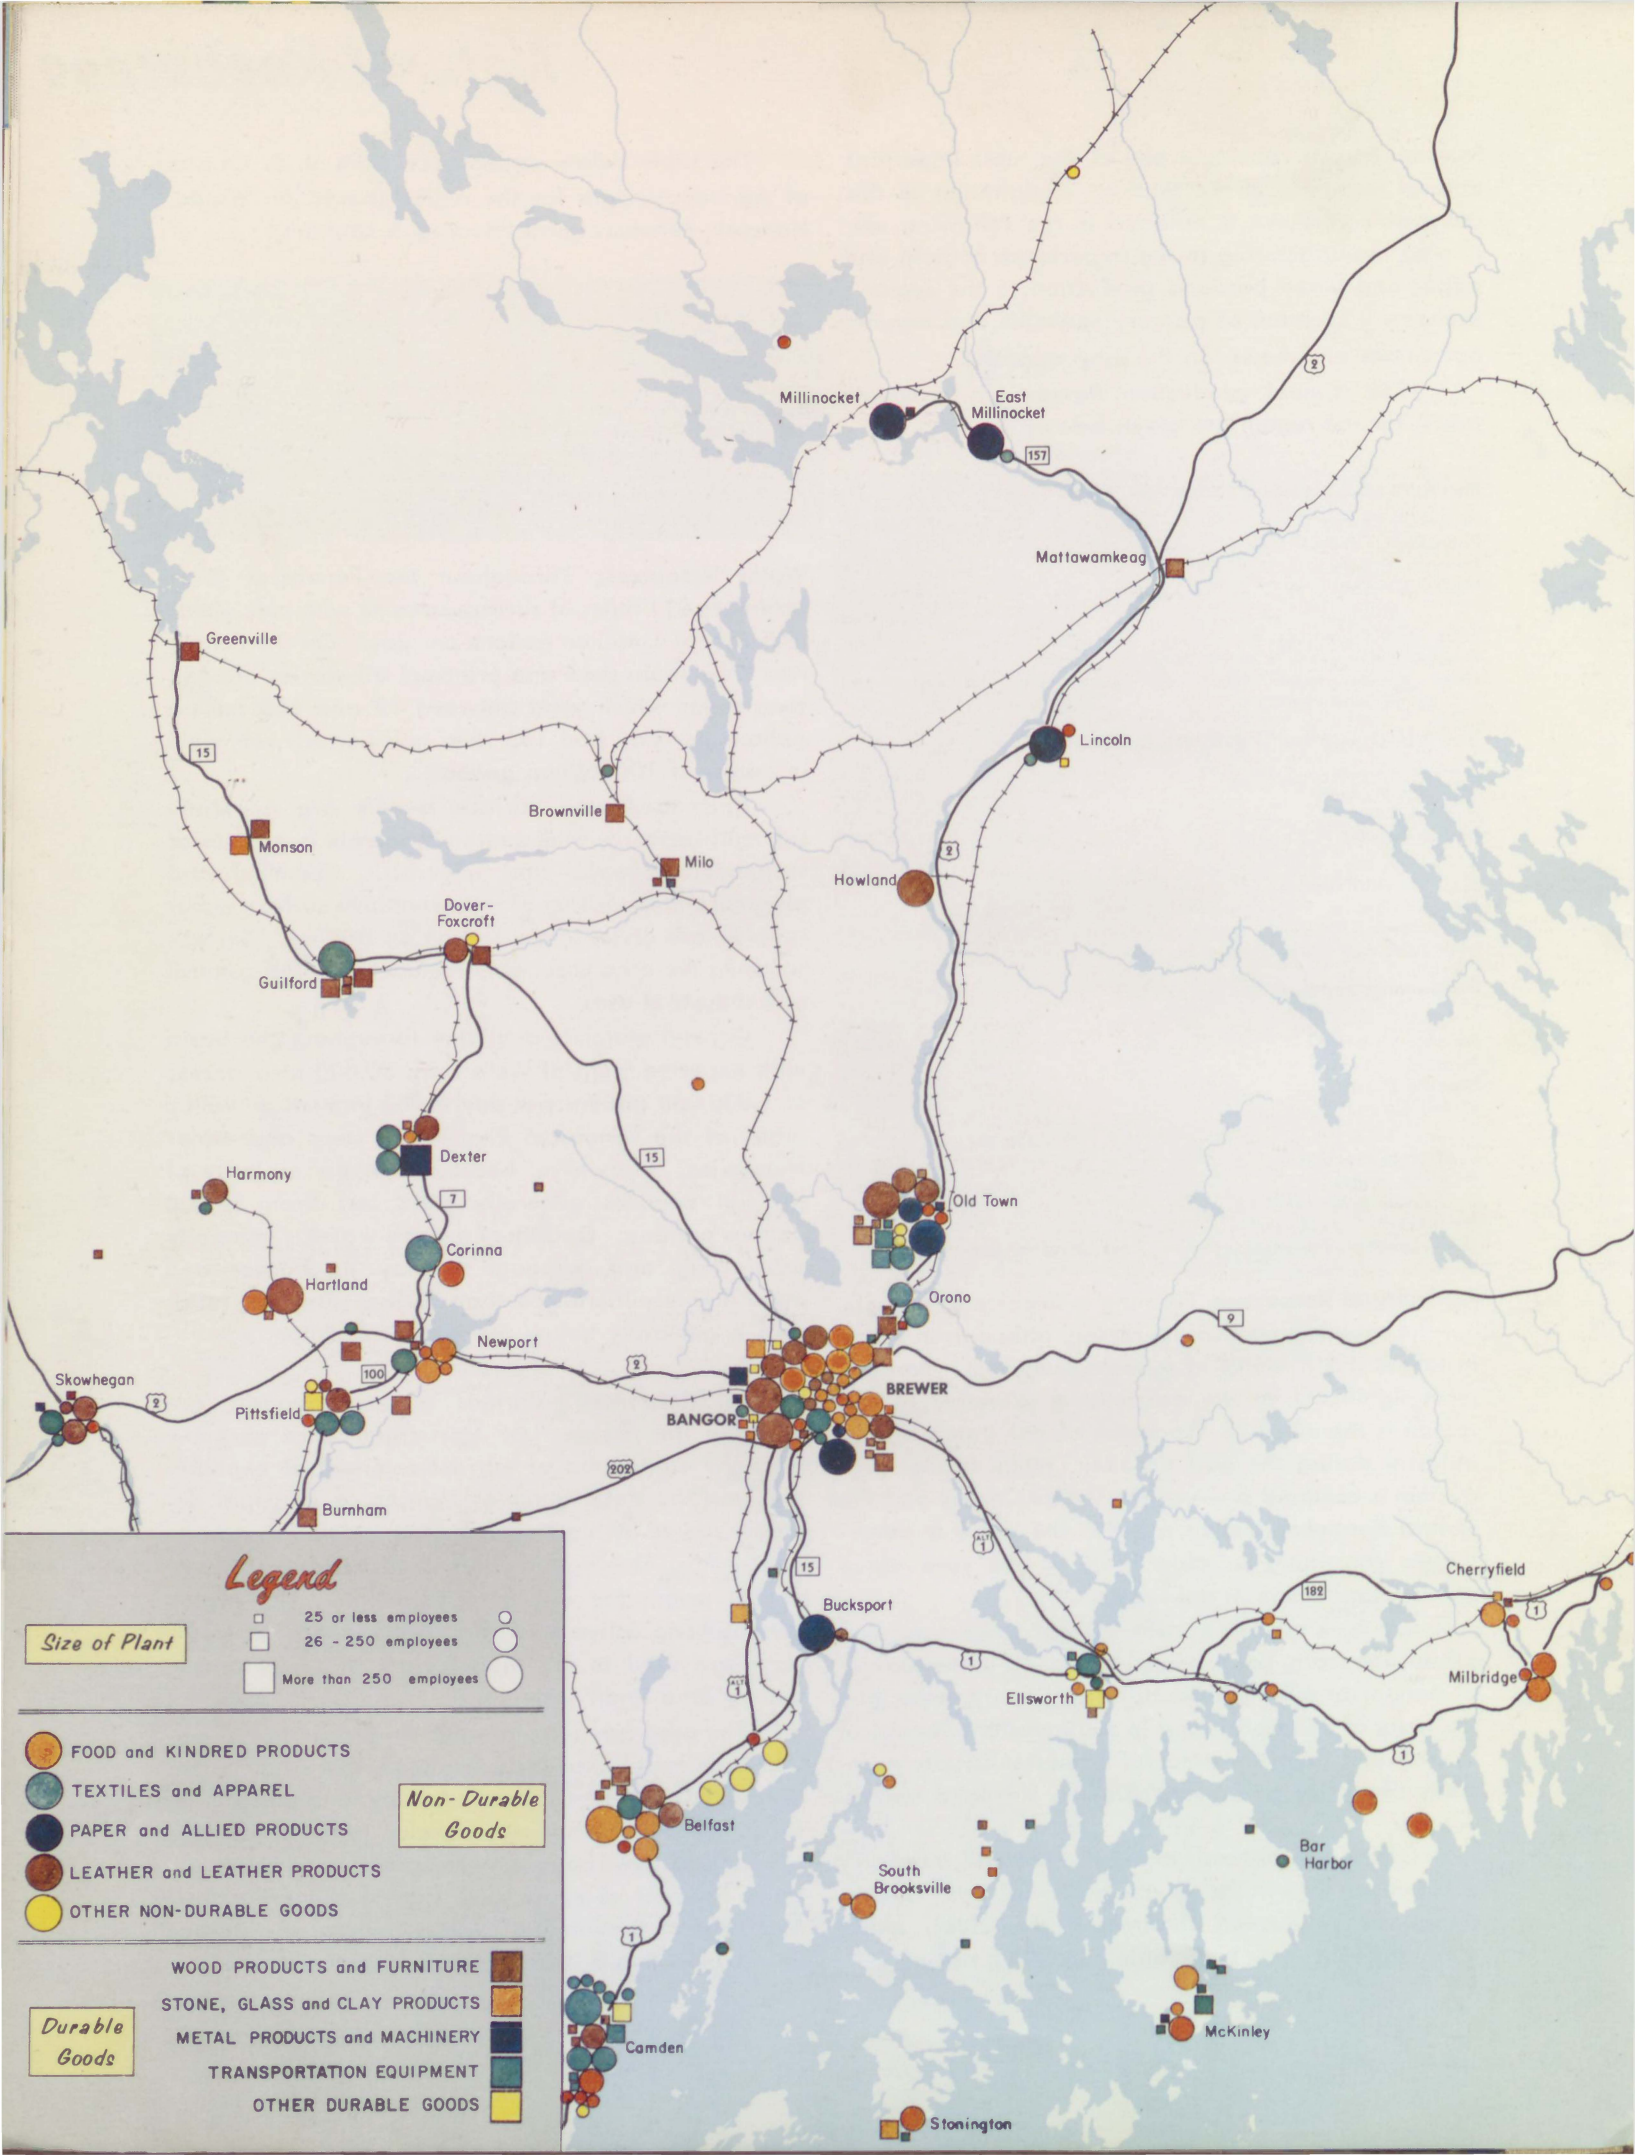 2
Millinocket
East
Millinocket
157
Mattawamkeag
Greenville
15
Lincoln
Brownville
Monson
2
Milo
Howland
Dover-
Foxcroft
Guilford
15
Dexter
Harmony
7
Old Town
Corinna
Hartland
Orono
9
Newport
2
100
Skowhegan
2
BREWER
Pittsfield
BANGOR
202
Burnham
ALT
1
15
Cherryfield
182
1
Bucksport
1
Milbridge
ALT
1
Ellsworth
1
Belfast
Bar
Harbor
South
Brooksville
1
McKinley
Camden
Stonington
Legend
Size of Plant
25 or less employees
26 - 250 employees
More than 250 employees
FOOD and KINDRED PRODUCTS
TEXTILES and APPAREL
Non-Durable
Goods
PAPER and ALLIED PRODUCTS
LEATHER and LEATHER PRODUCTS
OTHER NON-DURABLE GOODS
WOOD PRODUCTS and FURNITURE
STONE, GLASS and CLAY PRODUCTS
Durable
Goods
METAL PRODUCTS and MACHINERY
TRANSPORTATION EQUIPMENT
OTHER DURABLE GOODS